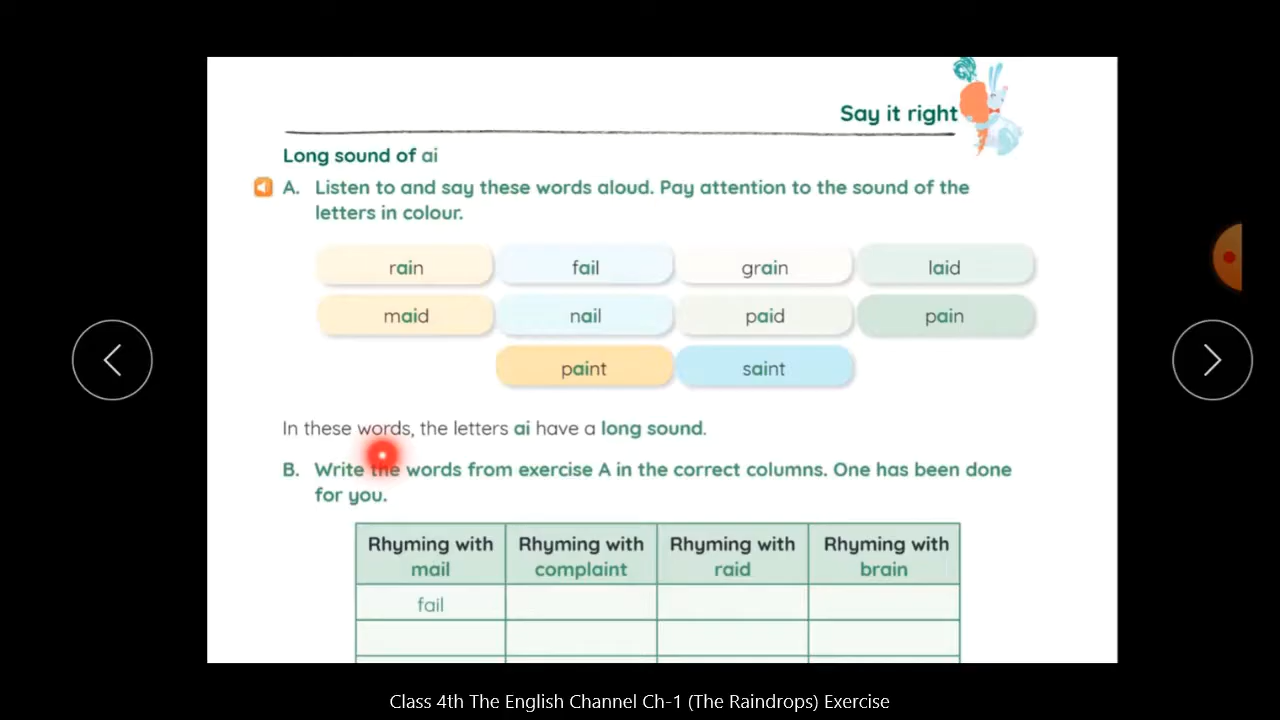 Say it right
Long sound of ai
A. Listen to and say these words aloud. Pay attention to the sound of the
letters in colour.
rain fail grain laid
maid nail paid pain
paint saint
In these words, the letters ai have a long sound.
B. Write the words from exercise A in the correct columns. One has been done
for you.
Rhyming with Rhyming with Rhyming with Rhyming with
mail complaint raid brain
fail
Class 4th The English Channel Ch-1 (The Raindrops) Exercise